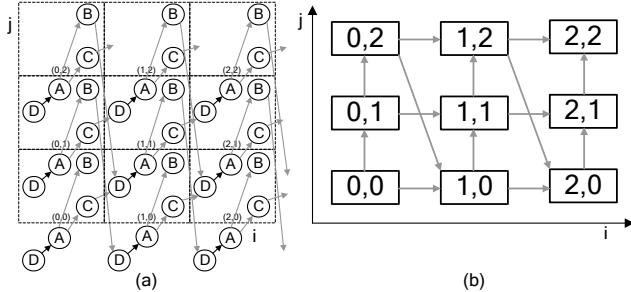 j
B B B
C C C
(0,2) (1,2) (2,2)
A B A B A B
D D D
C C C
(0,1) (1,1) (2,1)
A B A B A B
D D D
C C C
(0,0) (1,0) (2,0) i
A A A
D D D
(a)
j
0,2 1,2 2,2
0,1 1,1 2,1
0,0 1,0 2,0
i
(b)